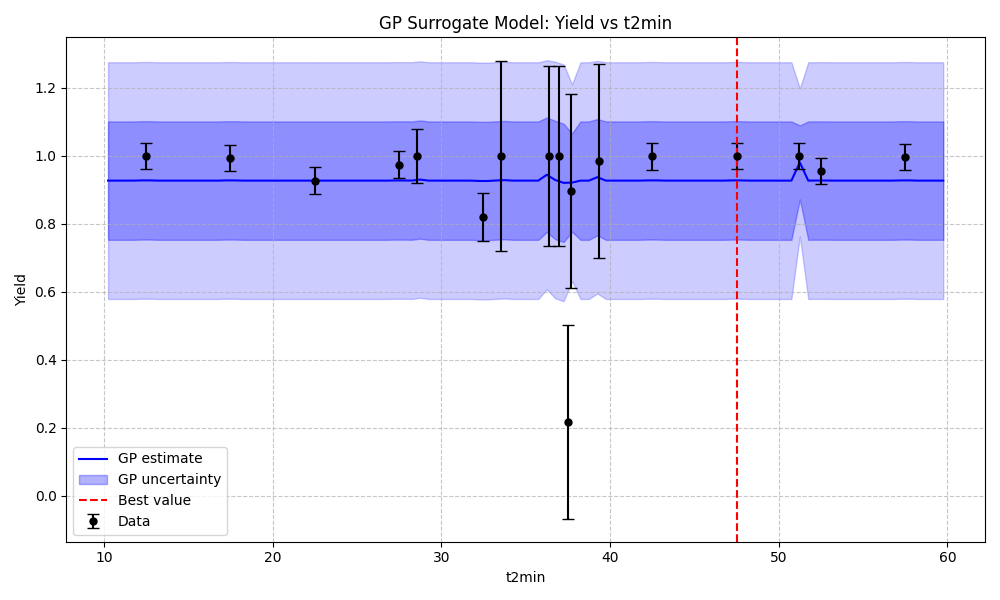 GP Surrogate Model: Yield vs t2min
Yield
1.2
1.0
0.8
0.6
0.4
0.2
0.0
GP estimate
GP uncertainty
Best value
Data
10 20 30 40 50 60
t2min